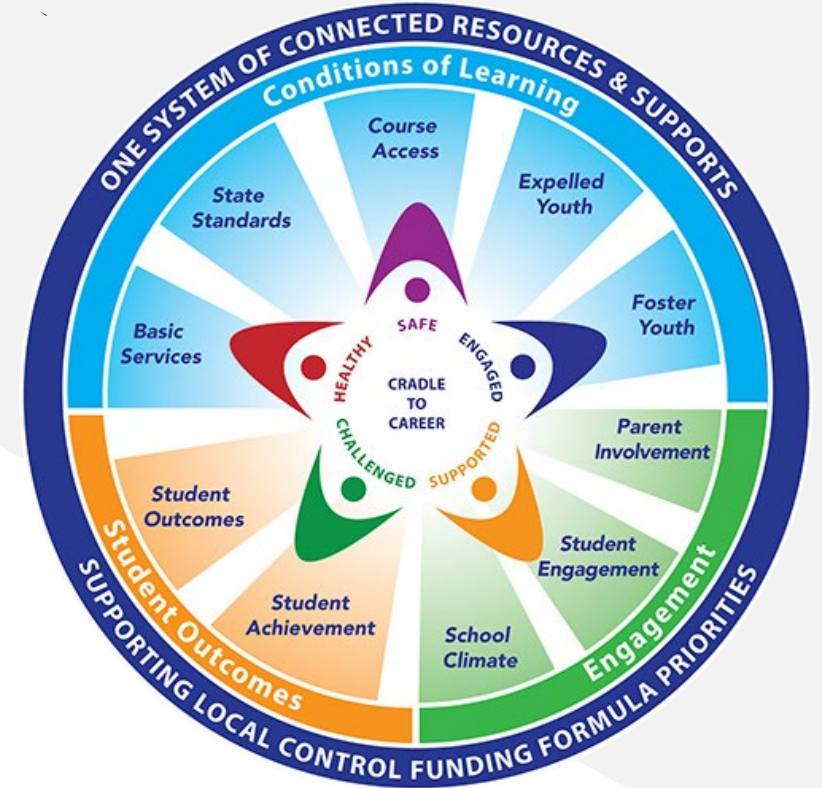 ONE SYSTEM OF CONNECTED RESOURCES & SUPPORTS
Conditions of Learning
Course
Access
State
Standards
Expelled
Youth
Basic
Services
Foster
Youth
SAFE
HEALTHY
ENGAGED
CRADLE
TO
CAREER
CHALLENGED
SUPPORTED
Parent
Involvement
Student
Outcomes
Student
Engagement
Student
Achievement
School
Climate
Student Outcomes
Engagement
SUPPORTING LOCAL CONTROL FUNDING FORMULA PRIORITIES